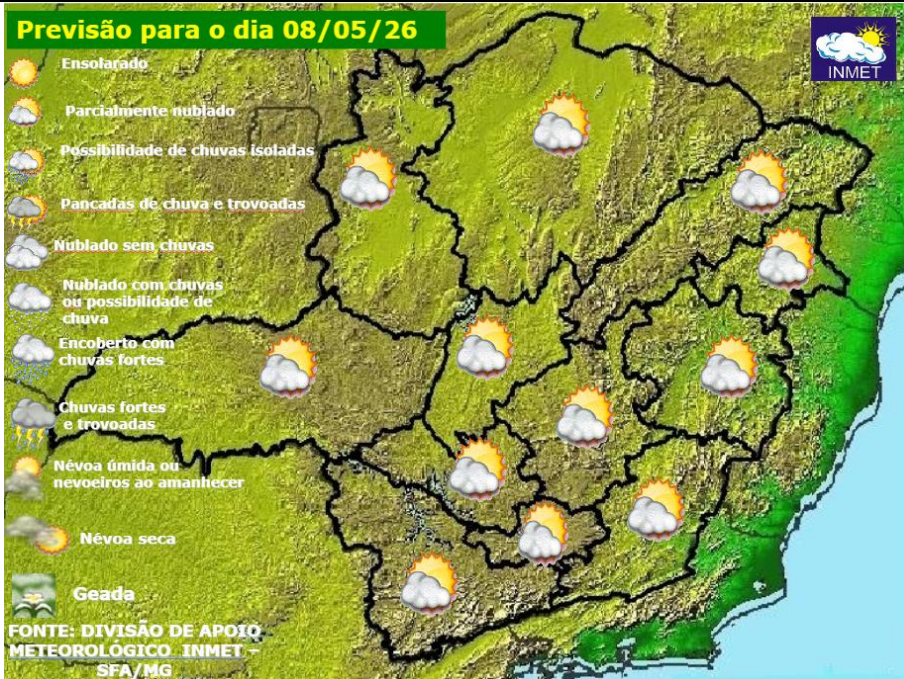 Previsão para o dia 08/05/26
INMET
Ensolarado
Parcialmente nublado
Possibilidade de chuvas isoladas
Pancadas de chuva e trovoadas
Nublado sem chuvas
Nublado com chuvas
ou possibilidade de
chuva
Encoberto com
chuvas fortes
Chuvas fortes
e trovoadas
Névoa úmida ou
nevoeiros ao amanhecer
Névoa seca
Geada
FONTE: DIVISÃO DE APOIO
METEOROLÓGICO INMET –
SFA/MG